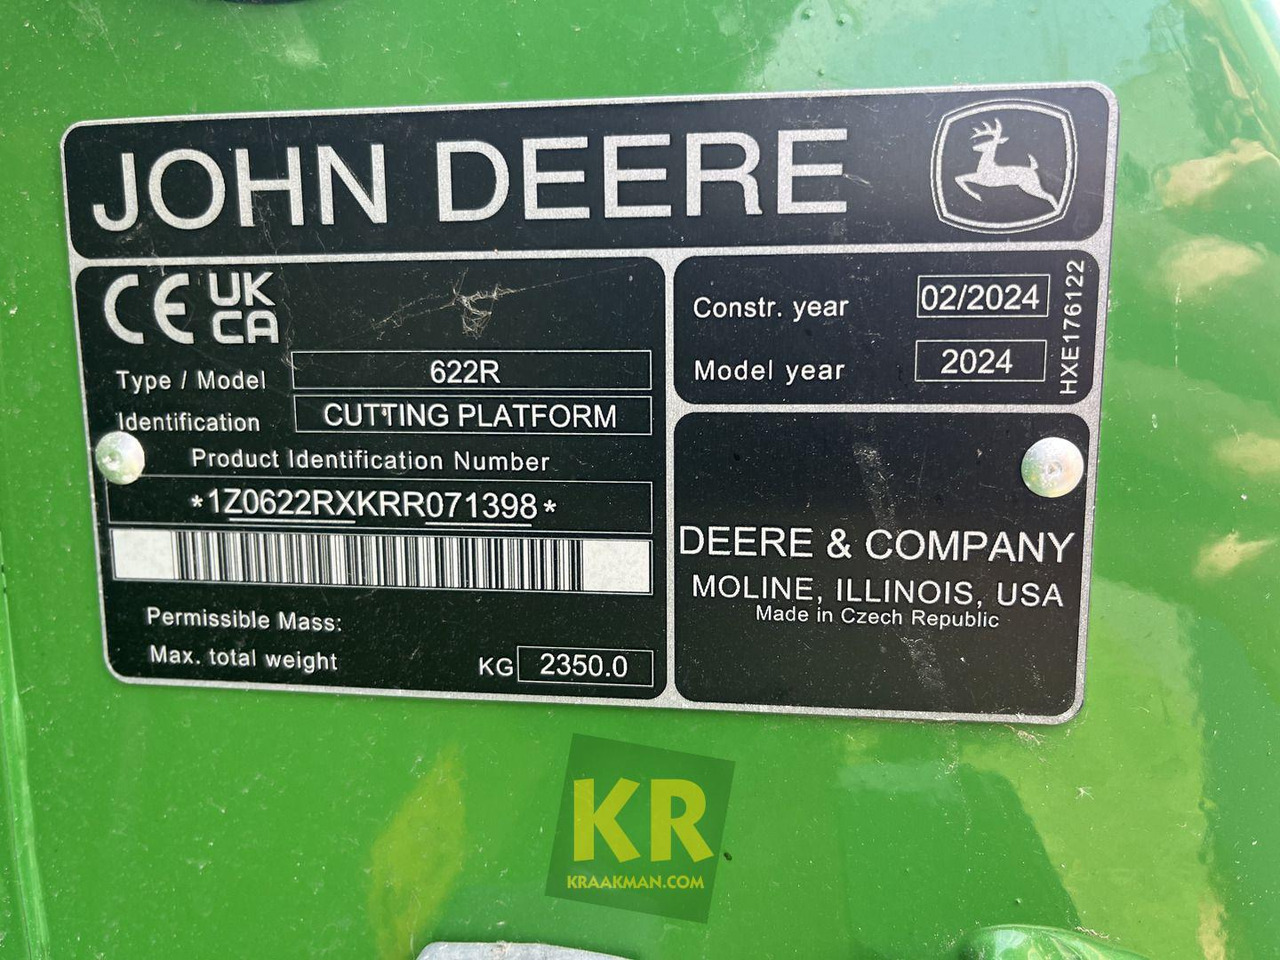 JOHN DEERE
CE UK
CA
Type / Model 622R
Identification CUTTING PLATFORM
Product Identification Number
*1Z0622RXKRR071398*
Permissible Mass:
Max. total weight KG 2350.0
Constr. year 02/2024
Model year 2024
HXE176122
DEERE & COMPANY
MOLINE, ILLINOIS, USA
Made in Czech Republic
KR
KRAAKMAN.COM